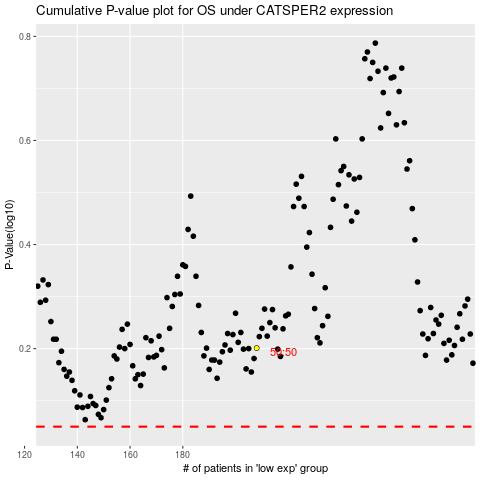 Cumulative P-value plot for OS under CATSPER2 expression
P-Value(log10)
0.8
0.6
0.4
0.2
50:50
120 140 160 180
# of patients in 'low exp' group